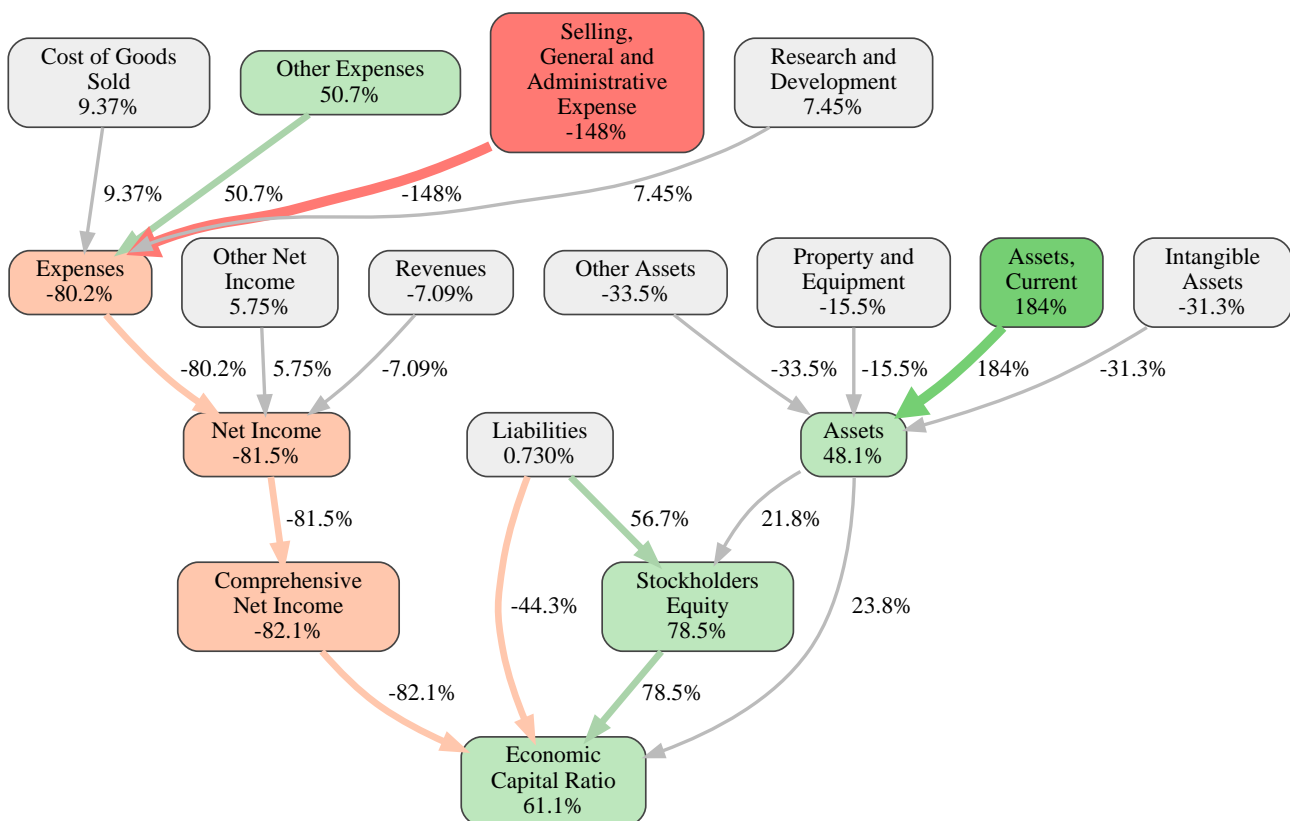 Cost of Goods
Sold
9.37%
Other Expenses
50.7%
Selling,
General and
Administrative
Expense
-148%
Research and
Development
7.45%
9.37%
50.7%
-148%
7.45%
Expenses
-80.2%
Other Net
Income
5.75%
Revenues
-7.09%
Other Assets
-33.5%
Property and
Equipment
-15.5%
Assets,
Current
184%
Intangible
Assets
-31.3%
-80.2%
5.75%
-7.09%
-33.5%
-15.5%
184%
-31.3%
Net Income
-81.5%
Liabilities
0.730%
Assets
48.1%
-81.5%
56.7%
21.8%
Comprehensive
Net Income
-82.1%
-44.3%
Stockholders
Equity
78.5%
23.8%
-82.1%
78.5%
Economic
Capital Ratio
61.1%